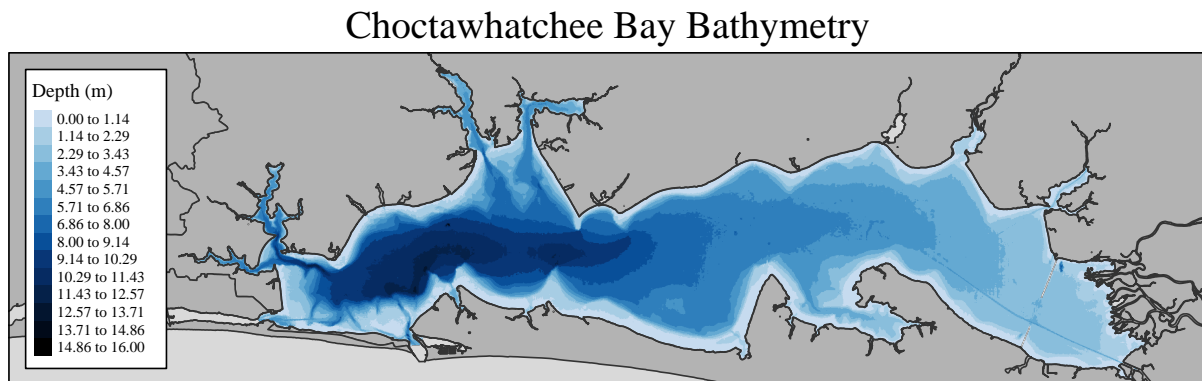 Choctawhatchee Bay Bathymetry
Depth (m)
0.00 to 1.14
1.14 to 2.29
2.29 to 3.43
3.43 to 4.57
4.57 to 5.71
5.71 to 6.86
6.86 to 8.00
8.00 to 9.14
9.14 to 10.29
10.29 to 11.43
11.43 to 12.57
12.57 to 13.71
13.71 to 14.86
14.86 to 16.00